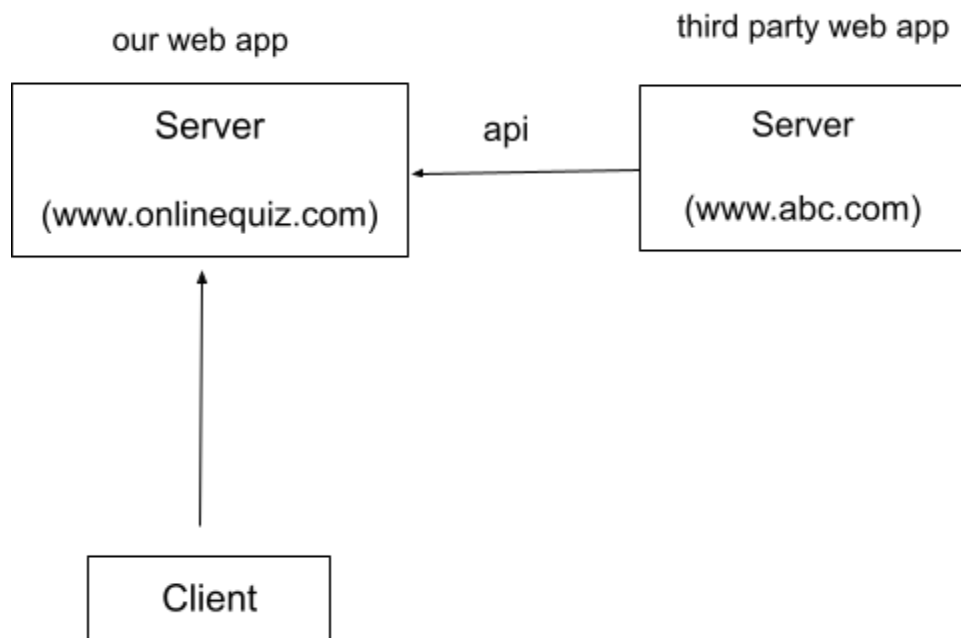 our web app
third party web app
Server
(www.onlinequiz.com)
api
Server
(www.abc.com)
Client